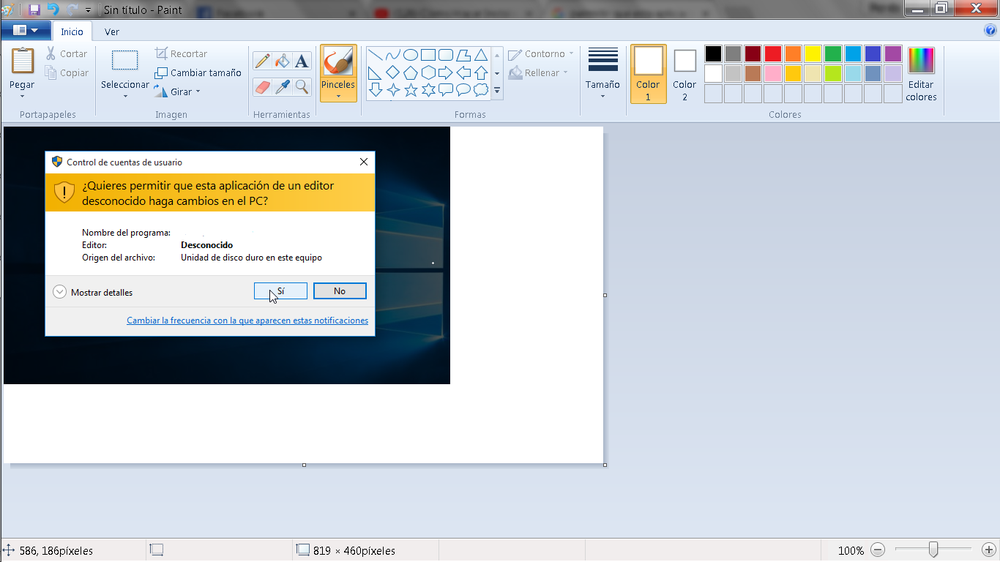 Sin título - Paint
Facebook
Inicio
Ver
Pegar
Cortar
Copiar
Portapapeles
Seleccionar
Recortar
Cambiar tamaño
Girar
Imagen
A
Herramientas
Pinceles
Formas
Contorno
Rellenar
Tamaño
Color
1
Color
2
Editar
colores
Colores
Control de cuentas de usuario
¿Quieres permitir que esta aplicación de un editor
desconocido haga cambios en el PC?
Nombre del programa:
Editor: Desconocido
Origen del archivo: Unidad de disco duro en este equipo
Mostrar detalles
Sí
No
Cambiar la frecuencia con la que aparecen estas notificaciones
586, 186píxeles
819 × 460píxeles
100%